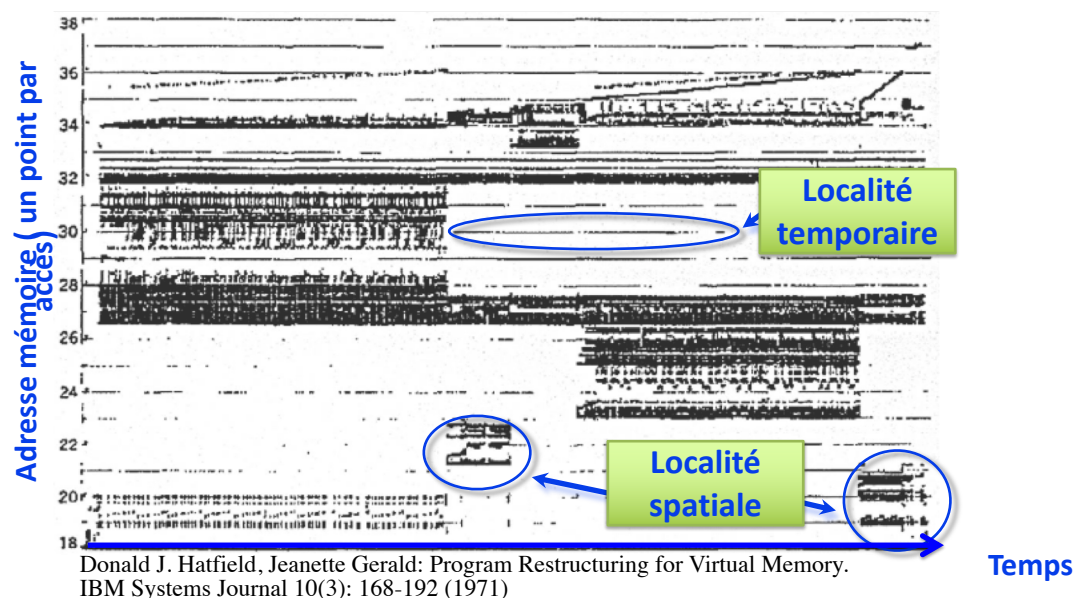 Adresse mémoire ( un point par
accès)
38
36
34
32
30
28
26
24
22
20
18
Localité
temporaire
Localité
spatiale
Temps
Donald J. Hatfield, Jeanette Gerald: Program Restructuring for Virtual Memory.
IBM Systems Journal 10(3): 168-192 (1971)